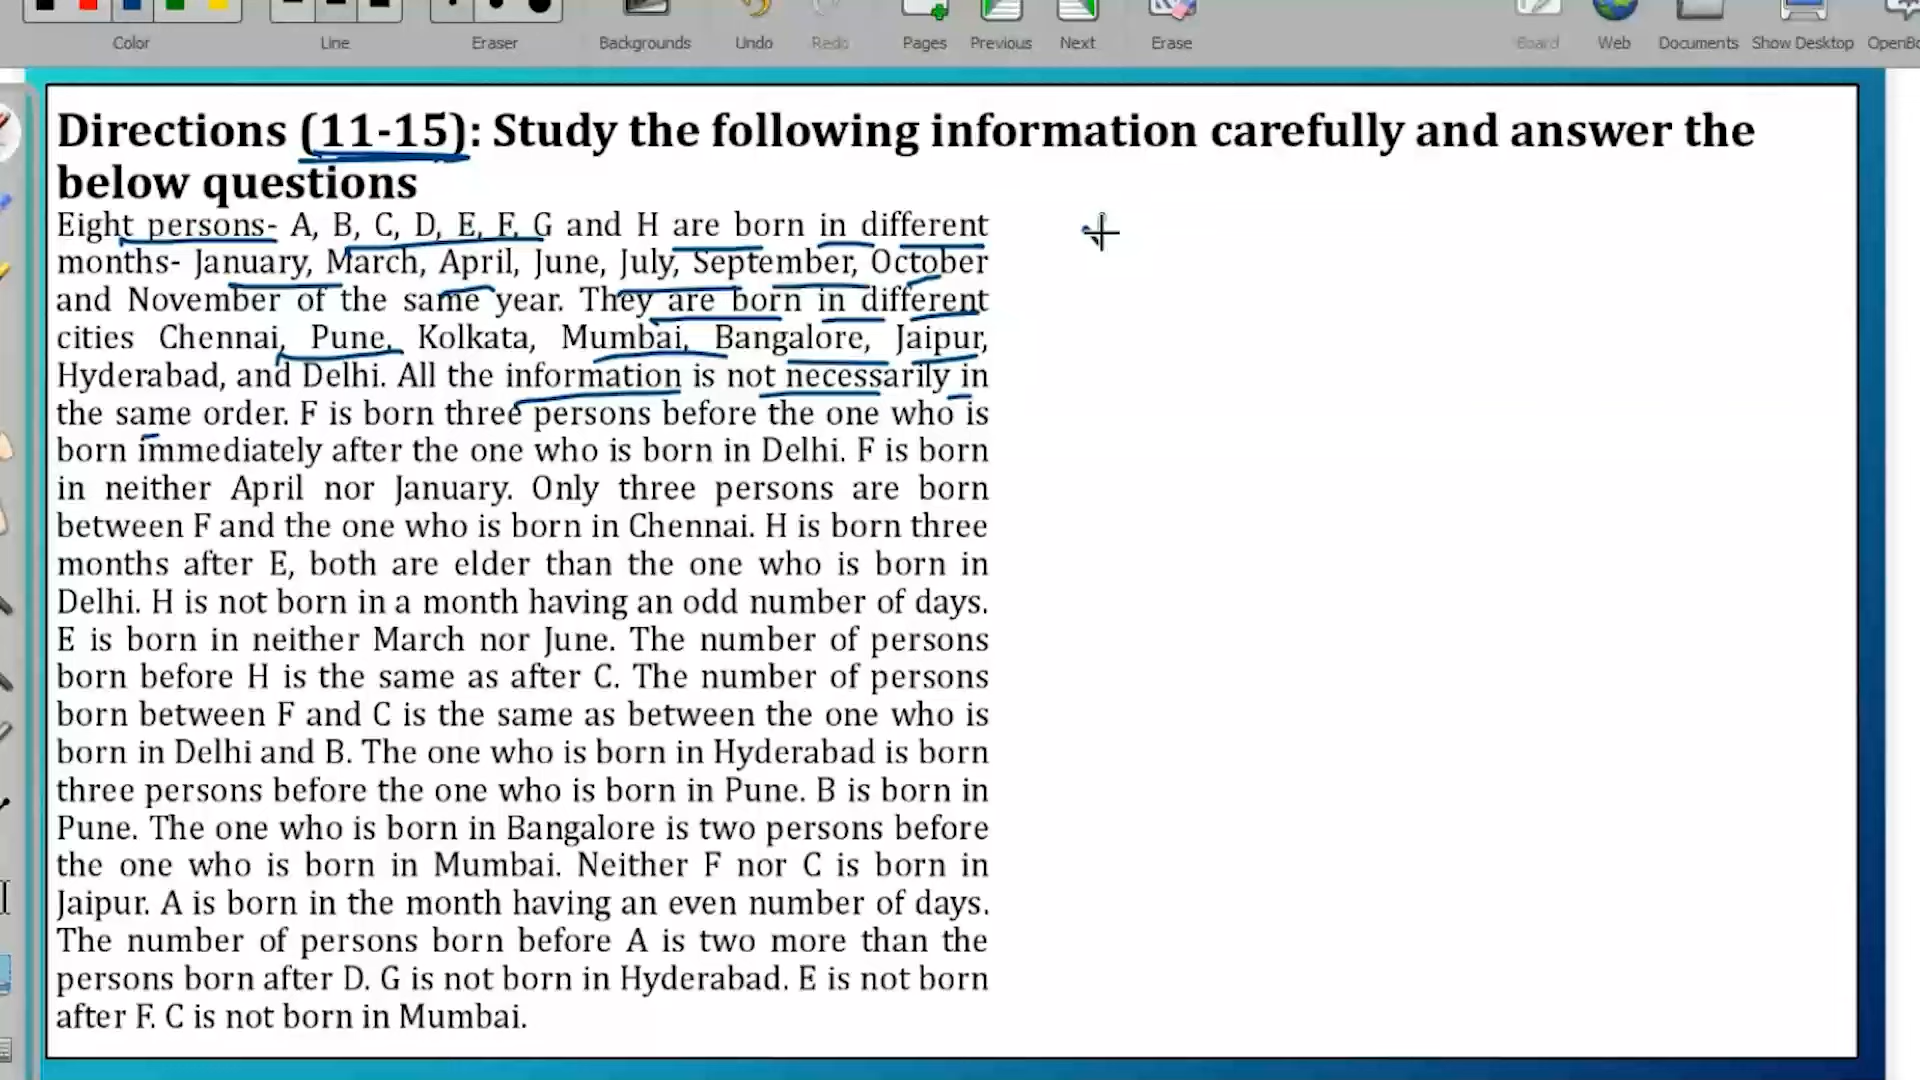 Color Line Eraser Backgrounds Undo Redo Pages Previous Next Erase Board Web Documents Show Desktop
Directions (11-15): Study the following information carefully and answer the
below questions
Eight persons- A, B, C, D, E, F, G and H are born in different
months- January, March, April, June, July, September, October
and November of the same year. They are born in different
cities Chennai, Pune, Kolkata, Mumbai, Bangalore, Jaipur,
Hyderabad, and Delhi. All the information is not necessarily in
the same order. F is born three persons before the one who is
born immediately after the one who is born in Delhi. F is born
in neither April nor January. Only three persons are born
between F and the one who is born in Chennai. H is born three
months after E, both are elder than the one who is born in
Delhi. H is not born in a month having an odd number of days.
E is born in neither March nor June. The number of persons
born before H is the same as after C. The number of persons
born between F and C is the same as between the one who is
born in Delhi and B. The one who is born in Hyderabad is born
three persons before the one who is born in Pune. B is born in
Pune. The one who is born in Bangalore is two persons before
the one who is born in Mumbai. Neither F nor C is born in
Jaipur. A is born in the month having an even number of days.
The number of persons born before A is two more than the
persons born after D. G is not born in Hyderabad. E is not born
after F. C is not born in Mumbai.